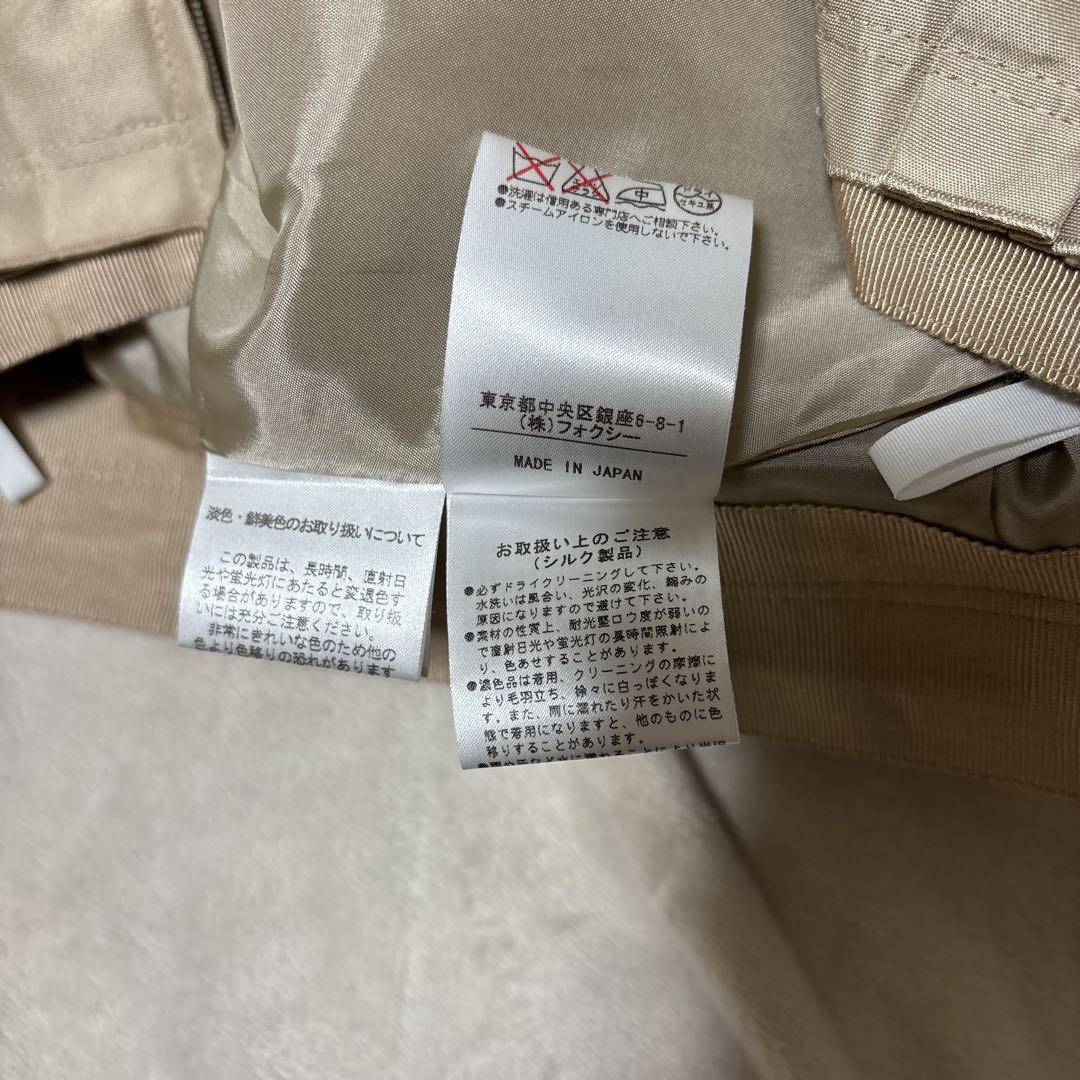 ドライ
セキユ系
●洗濯は信用ある専門店へご相談下さい。
●スチームアイロンを使用しないで下さい。
東京都中央区銀座6-8-1
(株)フォクシー
MADE IN JAPAN
淡色・鮮美色のお取り扱いについて
この製品は、長時間、直射日
光や蛍光灯にあたると変退色す
る場合がありますので、取り扱
いには充分ご注意ください。
非常にきれいな色のため他の
色より色移りの恐れがあります
お取扱い上のご注意
(シルク製品)
●必ずドライクリーニングして下さい。
水洗いは風合い、光沢の変化、縮みの
原因になりますので避けて下さい。
●素材の性質上、耐光堅ロウ度が弱いの
で直射日光や蛍光灯の長時間照射によ
り、色あせすることがあります。
●濃色品は着用、クリーニングの摩擦に
より毛羽立ち、徐々に白っぽくなりま
す。また、雨に濡れたり汗をかいた状
態で着用になりますと、他のものに色
移りすることがあります。